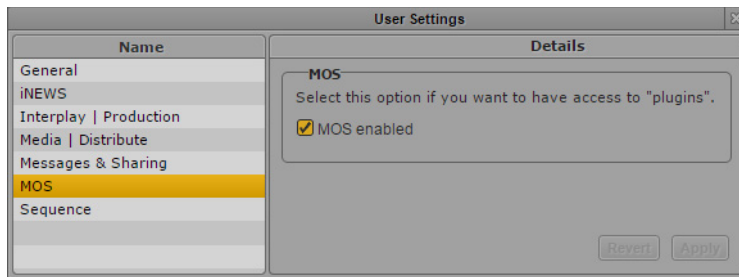 User Settings
Name
General
iNEWS
Interplay | Production
Media | Distribute
Messages & Sharing
MOS
Sequence
Details
MOS
Select this option if you want to have access to "plugins".
MOS enabled
Revert
Apply